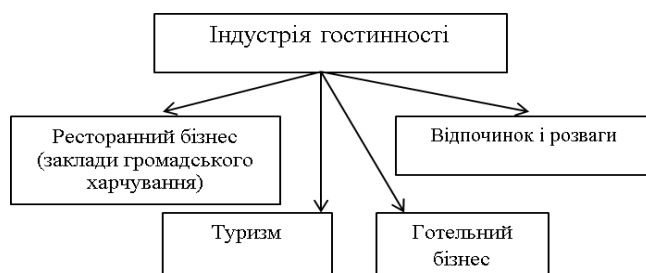 Індустрія гостинності
Ресторанний бізнес
(заклади громадського
харчування)
Відпочинок і розваги
Туризм
Готельний
бізнес